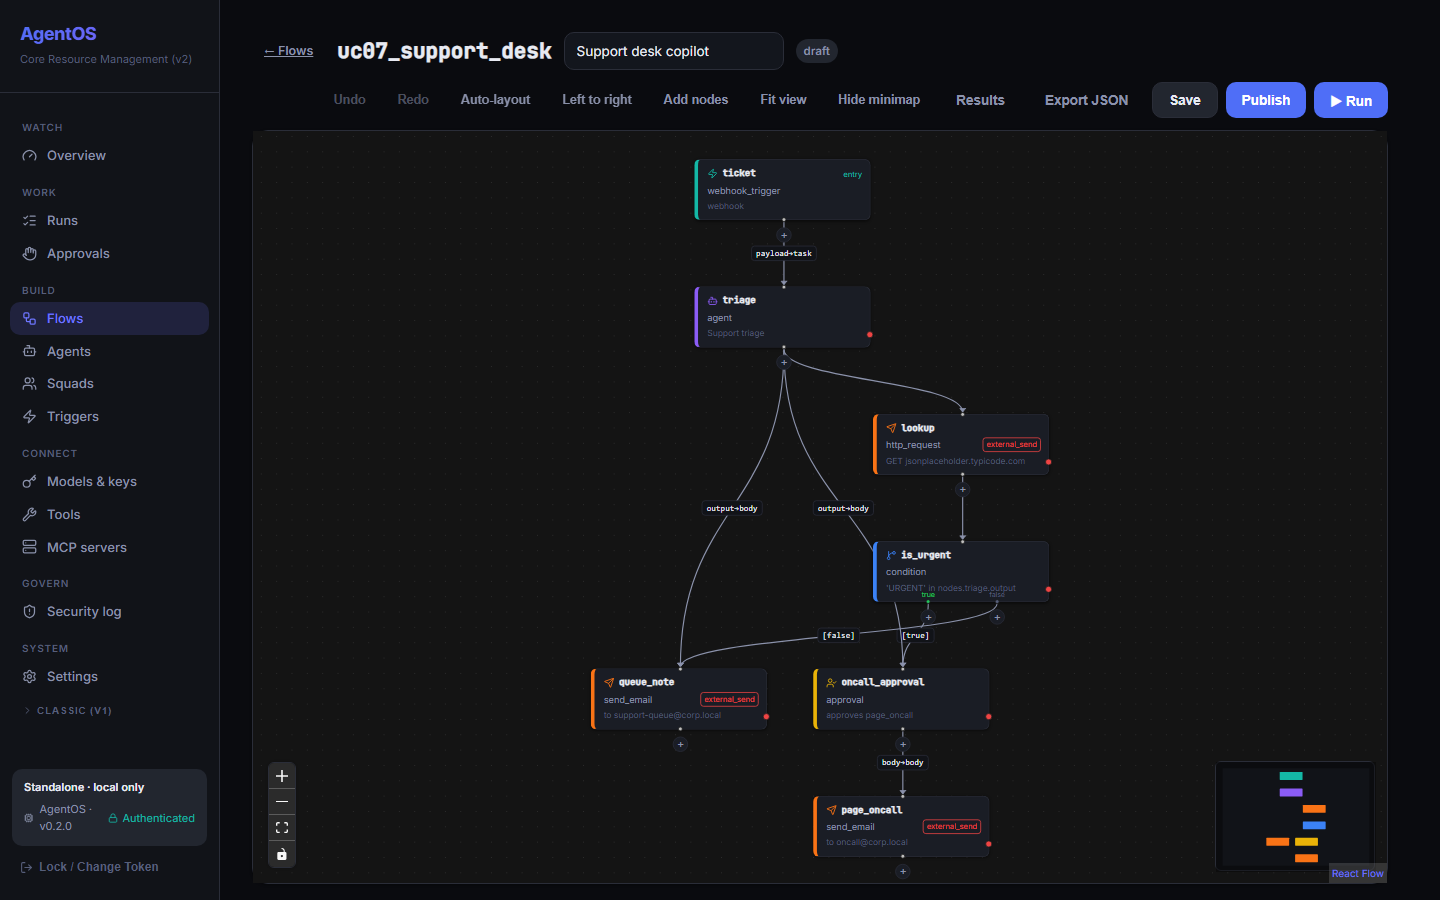 AgentOS
Core Resource Management (v2)
WATCH
Overview
WORK
Runs
Approvals
BUILD
Flows
Agents
Squads
Triggers
CONNECT
Models & keys
Tools
MCP servers
GOVERN
Security log
SYSTEM
Settings
CLASSIC (V1)
Standalone · local only
AgentOS · v0.2.0
Authenticated
Lock / Change Token
← Flows
uc07_support_desk
Support desk copilot
draft
Undo
Redo
Auto-layout
Left to right
Add nodes
Fit view
Hide minimap
Results
Export JSON
Save
Publish
▶ Run
ticket
entry
webhook_trigger
webhook
payload→task
triage
agent
Support triage
lookup
http_request
external_send
GET jsonplaceholder.typicode.com
output→body
output→body
is_urgent
condition
'URGENT' in nodes.triage.output
true
false
[false]
[true]
queue_note
send_email
external_send
to support-queue@corp.local
oncall_approval
approval
approves page_oncall
body→body
page_oncall
send_email
external_send
to oncall@corp.local
React Flow